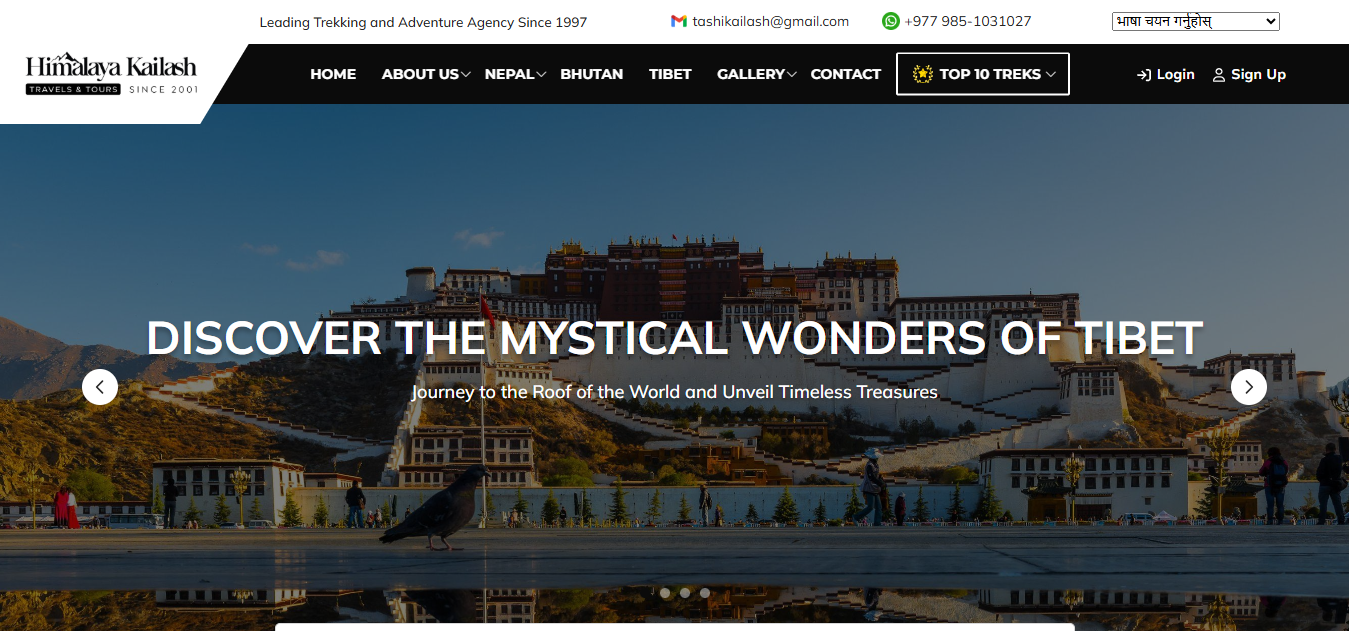 Leading Trekking and Adventure Agency Since 1997
tashikailash@gmail.com
+977 985-1031027
भाषा चयन गर्नुहोस्
Himalaya Kailash
TRAVELS & TOURS SINCE 2001
HOME ABOUT US NEPAL BHUTAN TIBET GALLERY CONTACT TOP 10 TREKS Login Sign Up
DISCOVER THE MYSTICAL WONDERS OF TIBET
Journey to the Roof of the World and Unveil Timeless Treasures